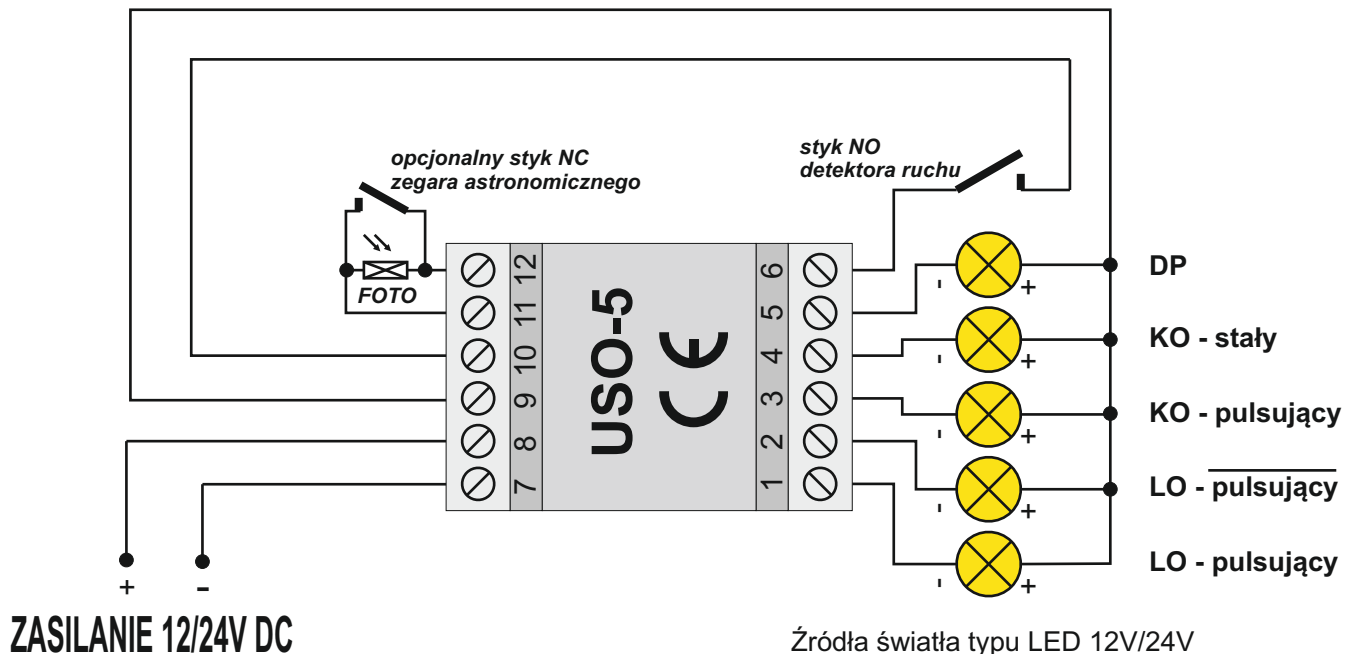 opcjonalny styk NC
zegara astronomicznego
styk NO
detektora ruchu
FOTO
12
11
10
9
8
7
USO-5
CE
6
5
4
3
2
1
- +
DP
- +
KO - stały
- +
KO - pulsujący
- +
LO - pulsujący
- +
LO - pulsujący
+ -
ZASILANIE 12/24V DC
Źródła światła typu LED 12V/24V